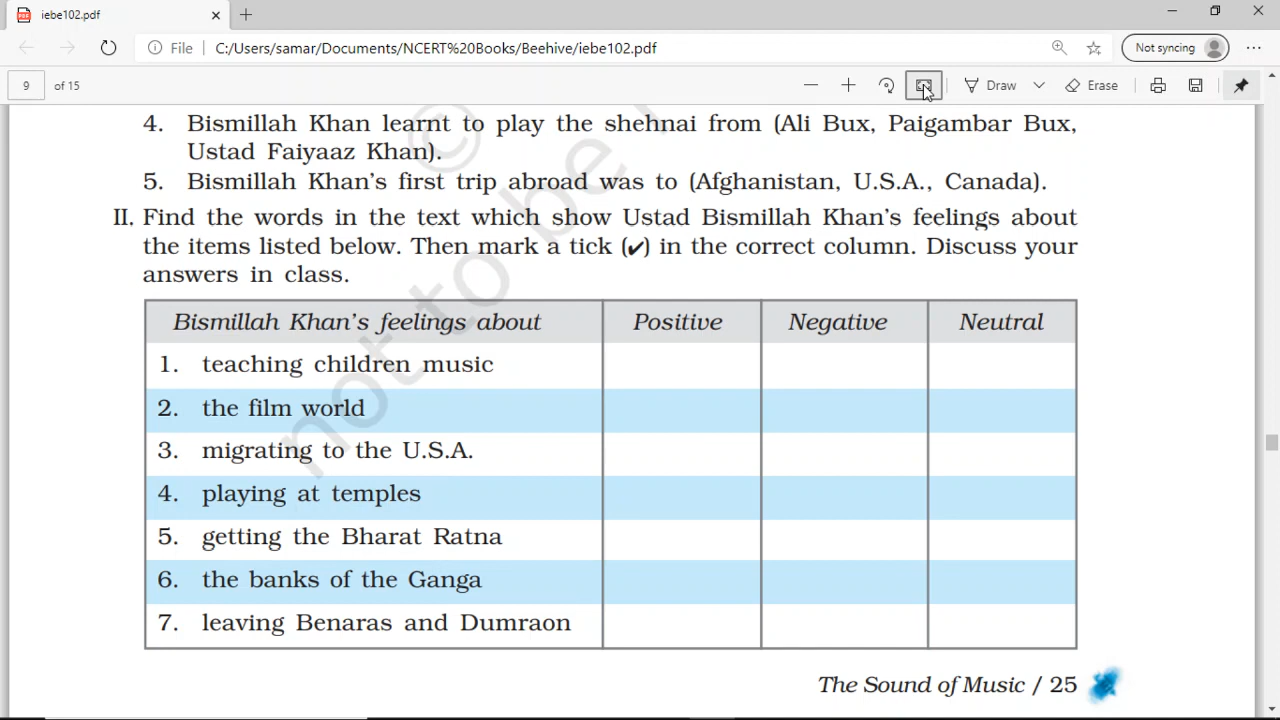 iebe102.pdf
File C:/Users/samar/Documents/NCERT%20Books/Beehive/iebe102.pdf Not syncing
9 of 15 Draw Erase
4. Bismillah Khan learnt to play the shehnai from (Ali Bux, Paigambar Bux,
Ustad Faiyaaz Khan).
5. Bismillah Khan's first trip abroad was to (Afghanistan, U.S.A., Canada).
II. Find the words in the text which show Ustad Bismillah Khan's feelings about
the items listed below. Then mark a tick (✔) in the correct column. Discuss your
answers in class.
Bismillah Khan's feelings about Positive Negative Neutral
1. teaching children music
2. the film world
3. migrating to the U.S.A.
4. playing at temples
5. getting the Bharat Ratna
6. the banks of the Ganga
7. leaving Benaras and Dumraon
The Sound of Music / 25
©
not to be r